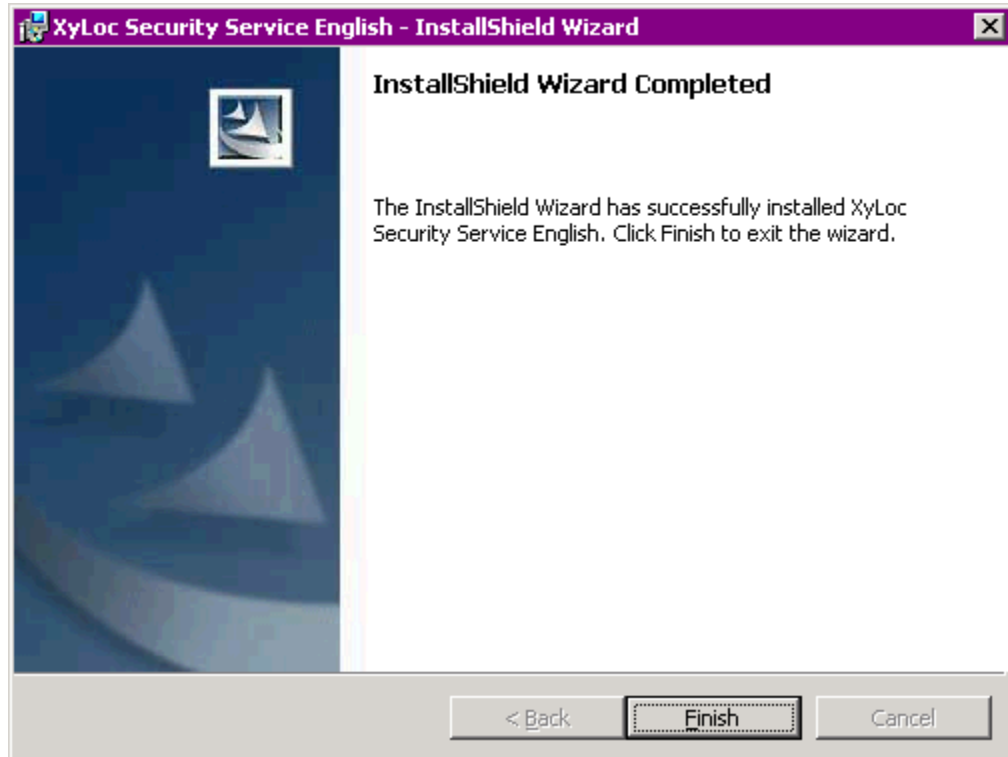 XyLoc Security Service English - InstallShield Wizard
InstallShield Wizard Completed
The InstallShield Wizard has successfully installed XyLoc
Security Service English. Click Finish to exit the wizard.
< Back
Finish
Cancel